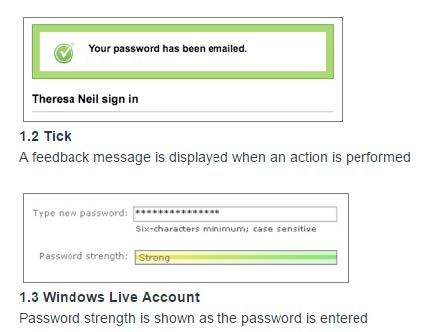 Your password has been emailed.
Theresa Neil sign in
1.2 Tick
A feedback message is displayed when an action is performed
Type new password: ***************
Six-characters minimum; case sensitive
Password strength: Strong
1.3 Windows Live Account
Password strength is shown as the password is entered